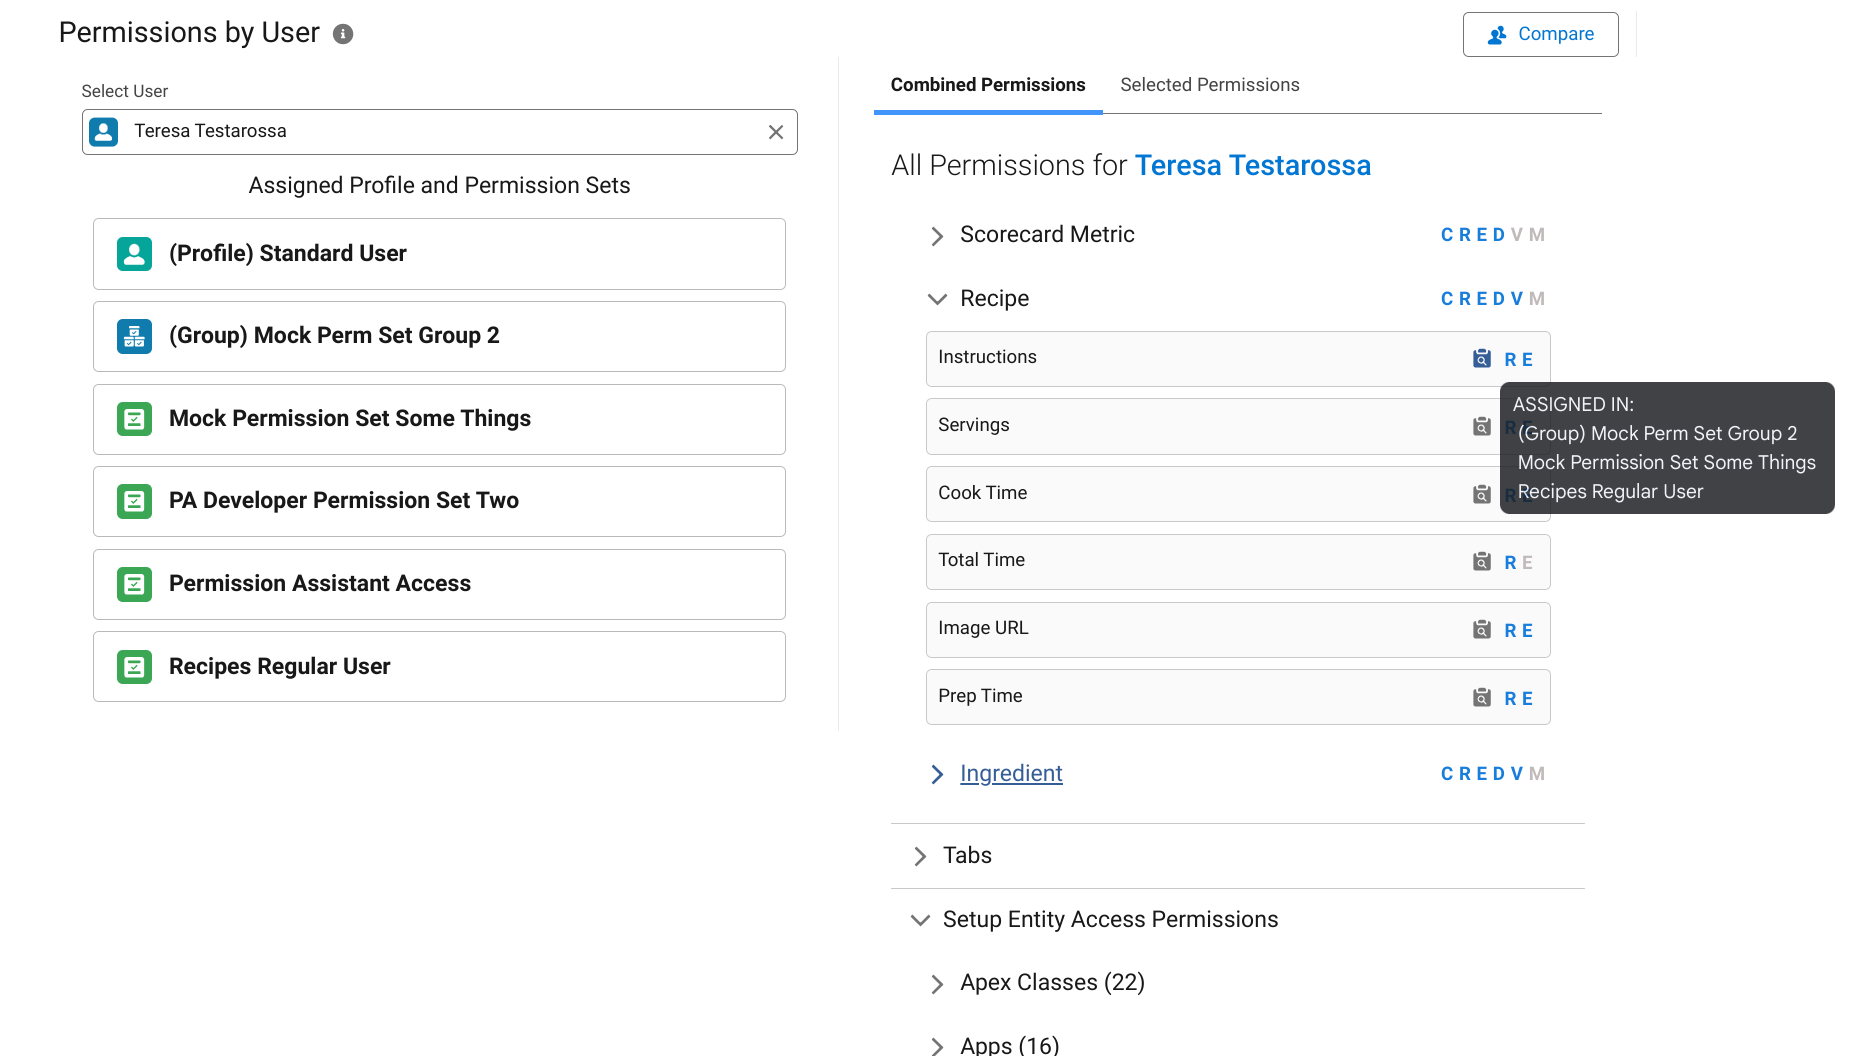 Permissions by User
Compare
Select User
Teresa Testarossa
Assigned Profile and Permission Sets
(Profile) Standard User
(Group) Mock Perm Set Group 2
Mock Permission Set Some Things
PA Developer Permission Set Two
Permission Assistant Access
Recipes Regular User
Combined Permissions
Selected Permissions
All Permissions for Teresa Testarossa
Scorecard Metric C R E D V M
Recipe C R E D V M
Instructions R E
Servings R E
Cook Time R E
Total Time R E
Image URL R E
Prep Time R E
ASSIGNED IN:
(Group) Mock Perm Set Group 2
Mock Permission Set Some Things
Recipes Regular User
Ingredient C R E D V M
Tabs
Setup Entity Access Permissions
Apex Classes (22)
Apps (16)